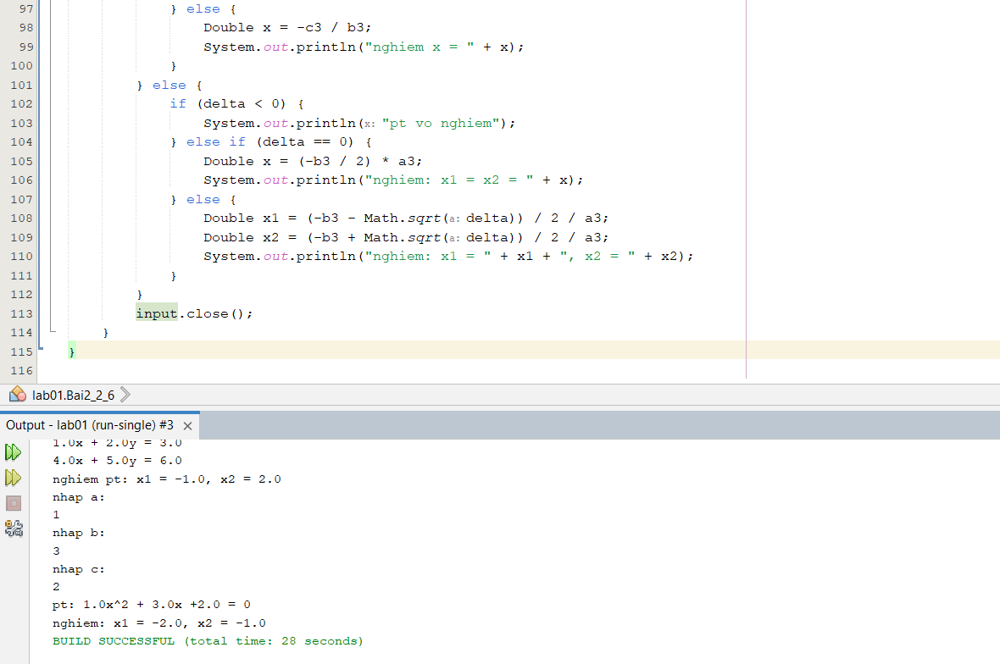 97 } else {
98 Double x = -c3 / b3;
99 System.out.println("nghiem x = " + x);
100 }
101 } else {
102 if (delta < 0) {
103 System.out.println(x: "pt vo nghiem");
104 } else if (delta == 0) {
105 Double x = (-b3 / 2) * a3;
106 System.out.println("nghiem: x1 = x2 = " + x);
107 } else {
108 Double x1 = (-b3 - Math.sqrt(a: delta)) / 2 / a3;
109 Double x2 = (-b3 + Math.sqrt(a: delta)) / 2 / a3;
110 System.out.println("nghiem: x1 = " + x1 + ", x2 = " + x2);
111 }
112 }
113 input.close();
114 }
115 }
116
lab01.Bai2_2_6
Output - lab01 (run-single) #3 ×
1.0x + 2.0y = 3.0
4.0x + 5.0y = 6.0
nghiem pt: x1 = -1.0, x2 = 2.0
nhap a:
1
nhap b:
3
nhap c:
2
pt: 1.0x^2 + 3.0x +2.0 = 0
nghiem: x1 = -2.0, x2 = -1.0
BUILD SUCCESSFUL (total time: 28 seconds)